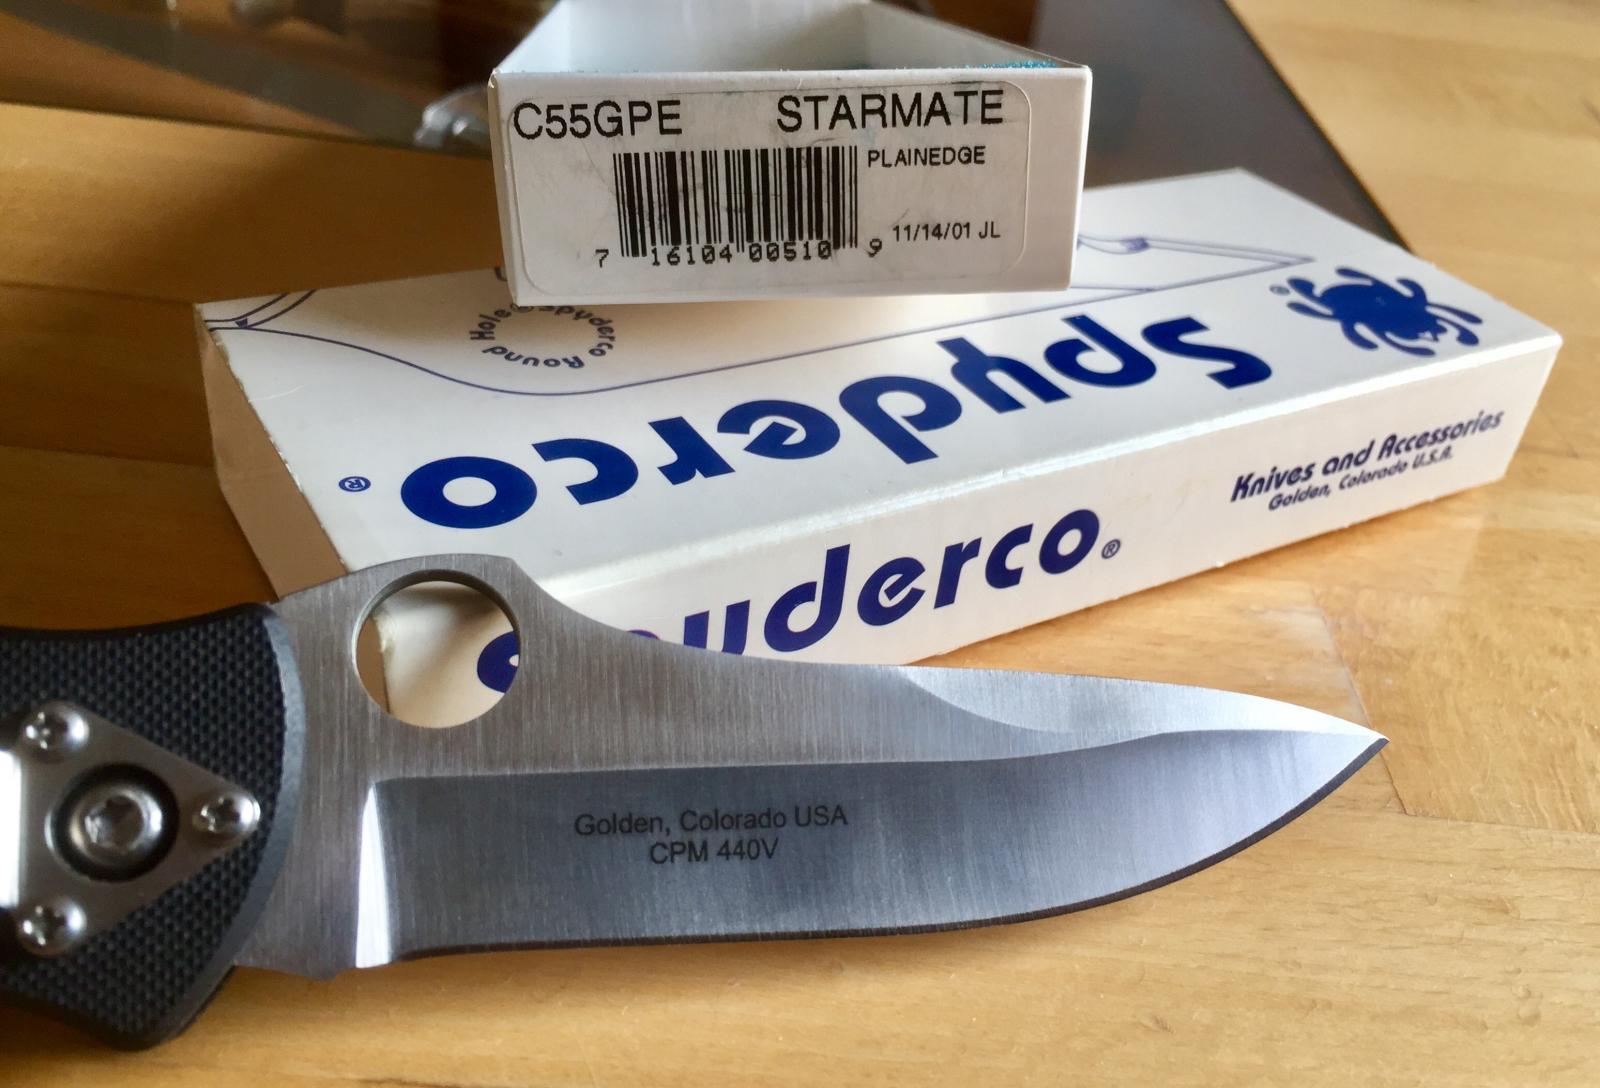 C55GPE STARMATE
PLAINEDGE
7 16104 00510 9
11/14/01 JL
Spyderco Round Hole®
Spyderco®
®
Spyderco®
Knives and Accessories
Golden, Colorado U.S.A.
Golden, Colorado USA
CPM 440V